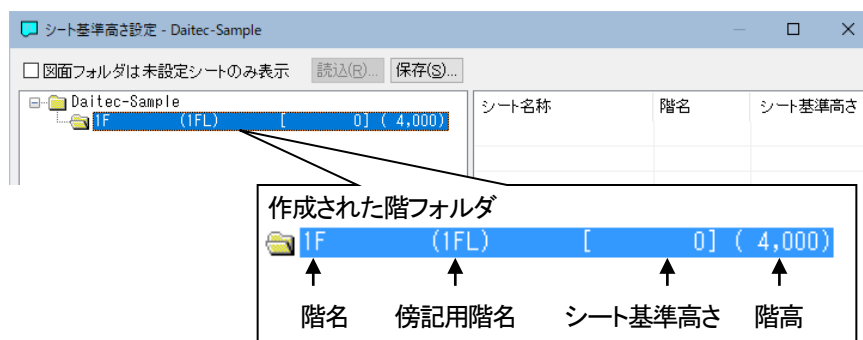 シート基準高さ設定 - Daitec-Sample
図面フォルダは未設定シートのみ表示 読込(R)... 保存(S)...
Daitec-Sample
1F (1FL) [ 0] ( 4,000)
シート名称 階名 シート基準高さ
作成された階フォルダ
1F (1FL) [ 0] ( 4,000)
階名 傍記用階名 シート基準高さ 階高